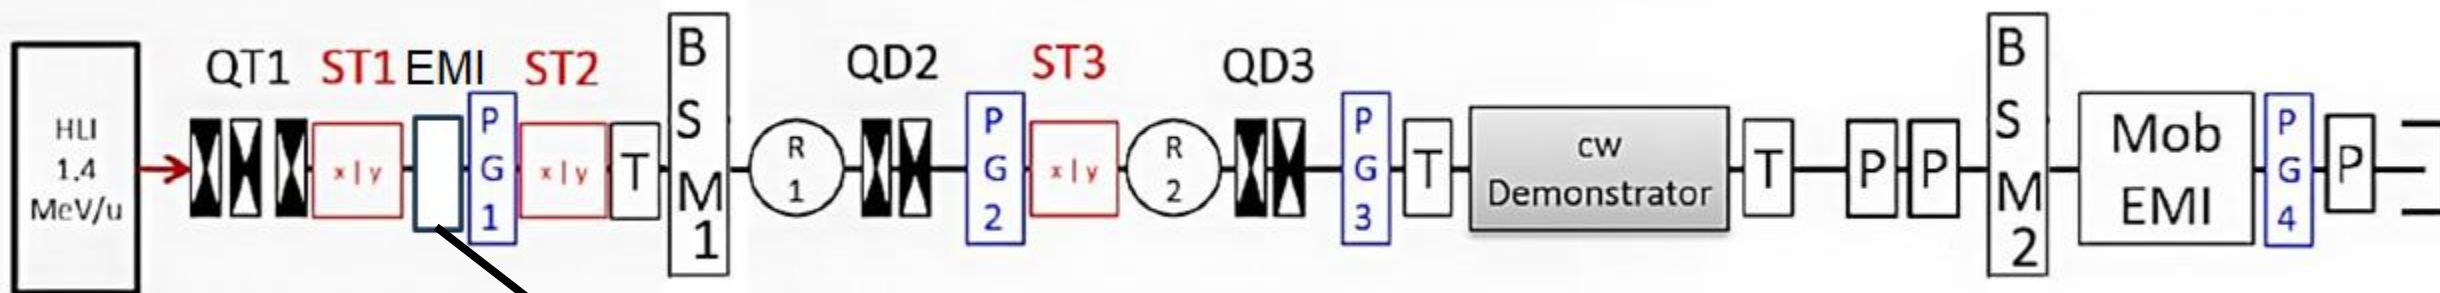 HLI
1.4
MeV/u
QT1
ST1
x | y
EMI
P
G
1
ST2
x | y
T
B
S
M
1
R
1
QD2
P
G
2
ST3
x | y
R
2
QD3
P
G
3
T
cw
Demonstrator
T
P
P
B
S
M
2
Mob
EMI
P
G
4
P